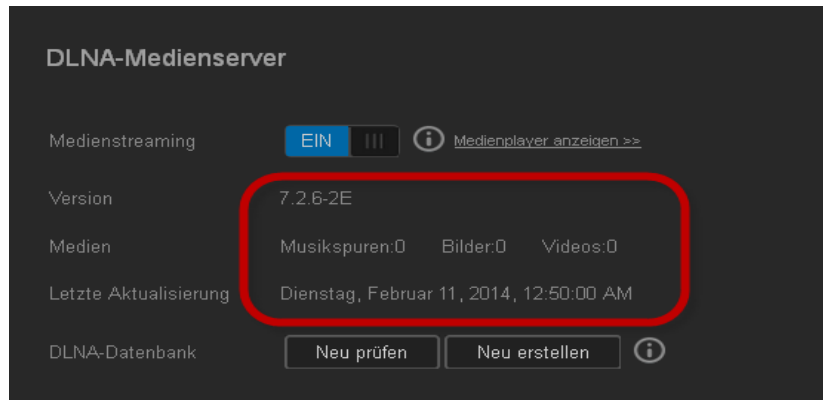 DLNA-Medienserver
Medienstreaming EIN Medienplayer anzeigen >>
Version 7.2.6-2E
Medien Musikspuren:0 Bilder:0 Videos:0
Letzte Aktualisierung Dienstag, Februar 11, 2014, 12:50:00 AM
DLNA-Datenbank Neu prüfen Neu erstellen